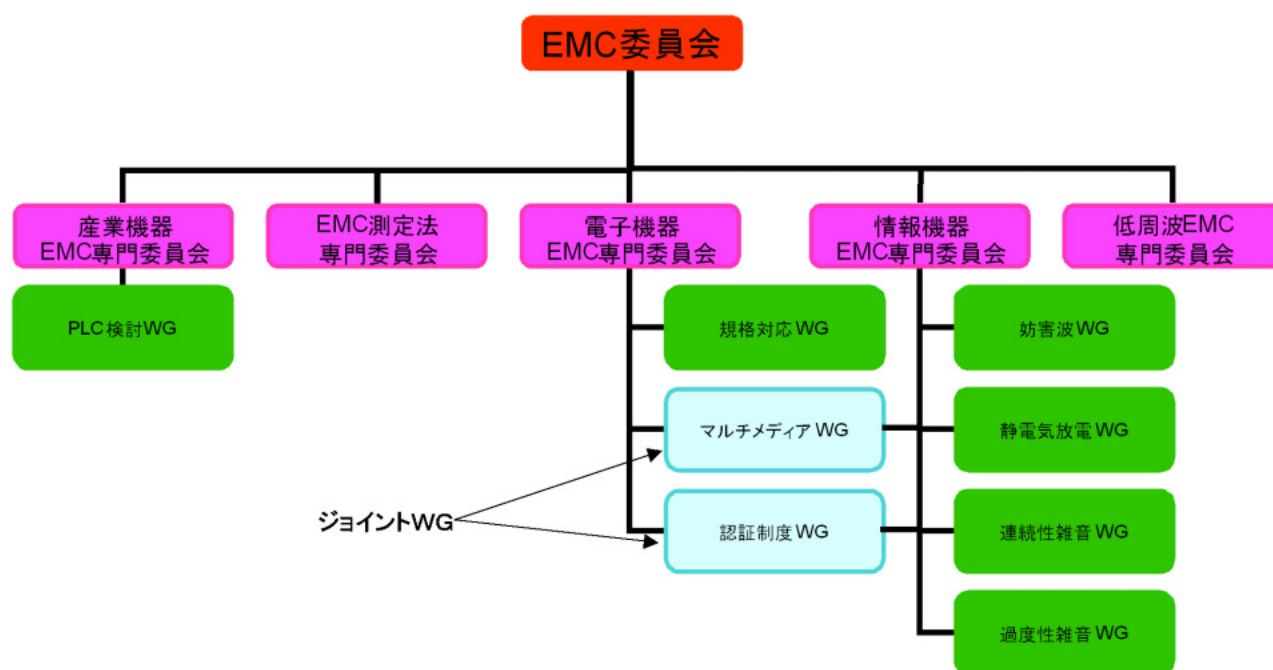 EMC委員会
産業機器
EMC専門委員会
EMC測定法
専門委員会
電子機器
EMC専門委員会
情報機器
EMC専門委員会
低周波EMC
専門委員会
PLC検討WG
規格対応WG
妨害波WG
マルチメディアWG
静電気放電WG
ジョイントWG
認証制度WG
連続性雑音WG
過度性雑音WG